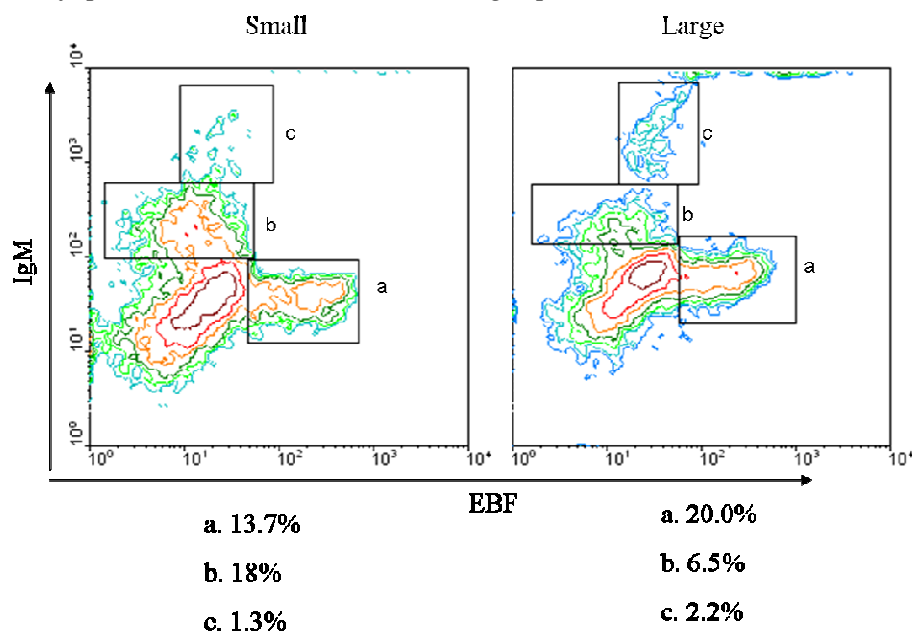 Small Large
10⁴
c c
10³
b b
IgM
10²
a a
10¹
10⁰
10⁰ 10¹ 10² 10³ 10⁴ 10⁰ 10¹ 10² 10³ 10⁴
EBF
a. 13.7% a. 20.0%
b. 18% b. 6.5%
c. 1.3% c. 2.2%